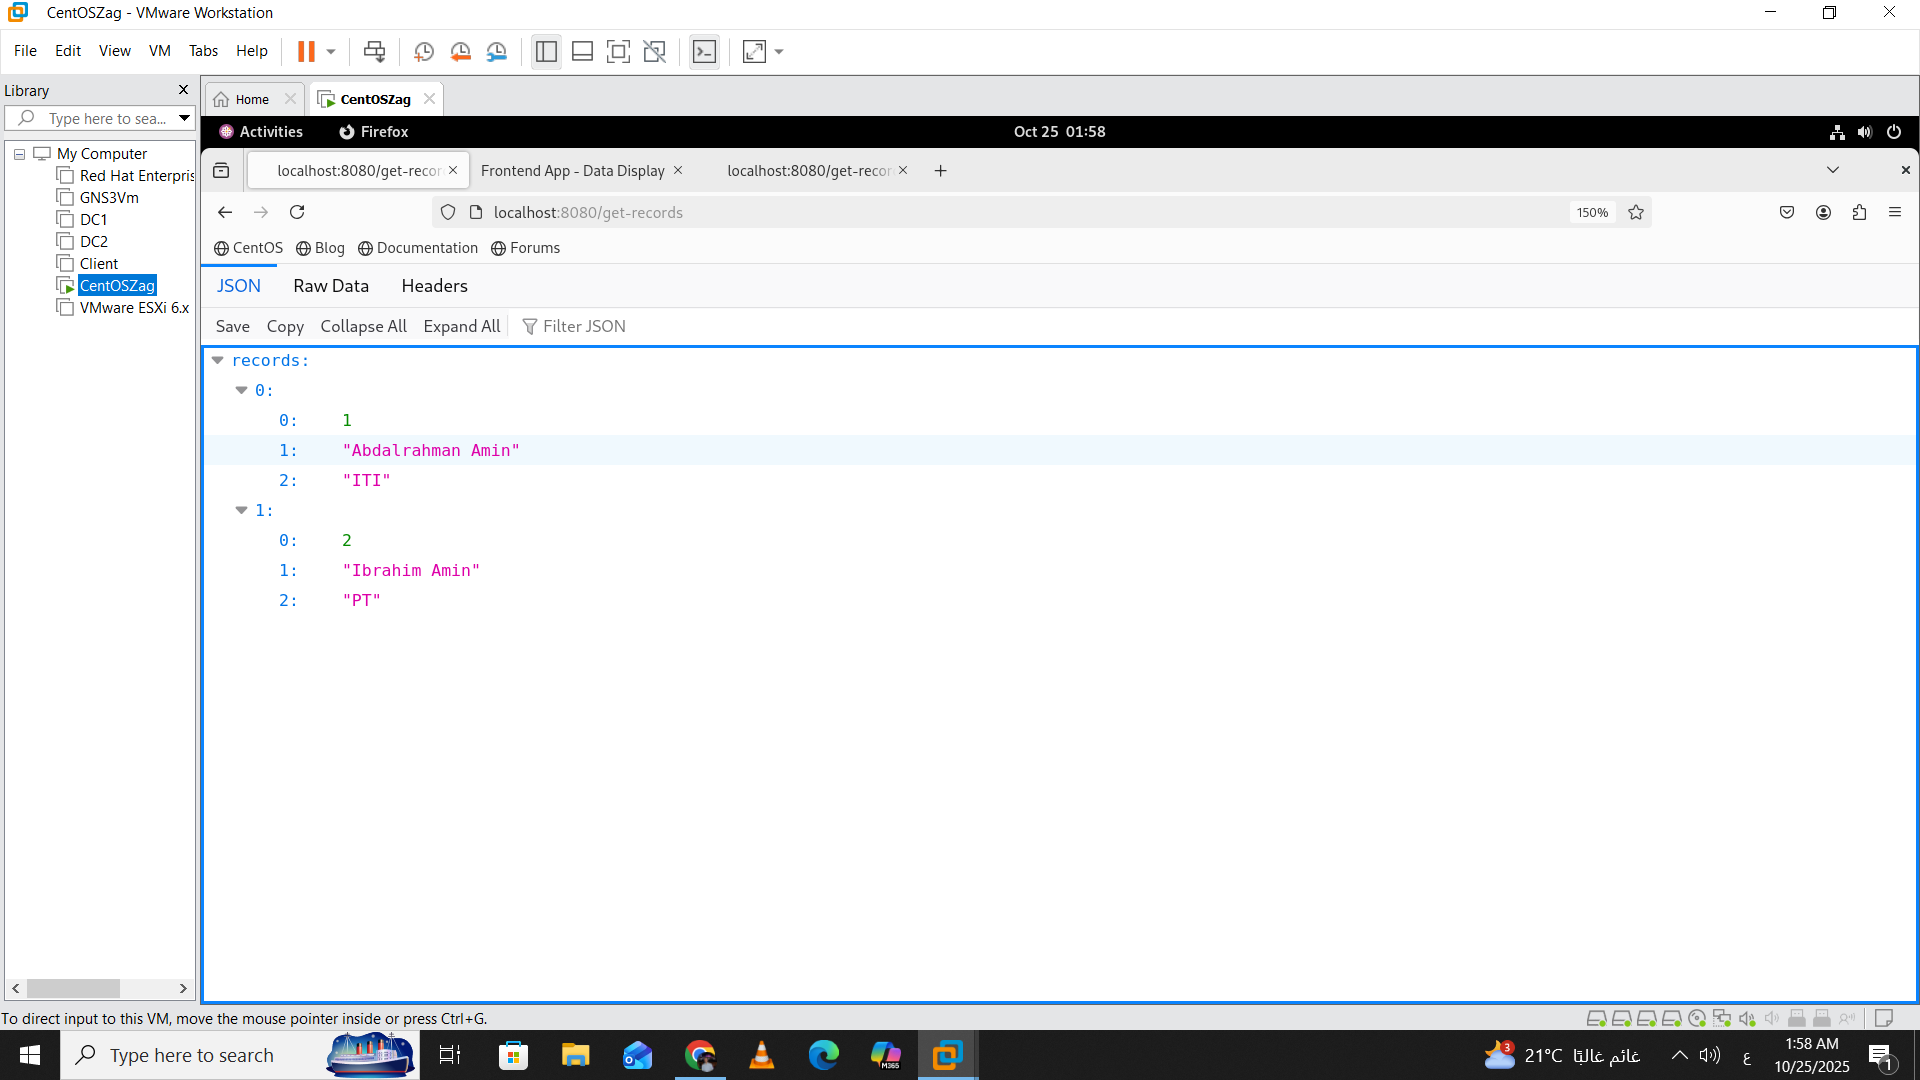 CentOSZag - VMware Workstation
File Edit View VM Tabs Help
Library
Type here to sea...
My Computer
Red Hat Enterpris
GNS3Vm
DC1
DC2
Client
CentOSZag
VMware ESXi 6.x
Home
CentOSZag
Activities
Firefox
Oct 25 01:58
localhost:8080/get-recor
Frontend App - Data Display
localhost:8080/get-recor
localhost:8080/get-records
150%
CentOS
Blog
Documentation
Forums
JSON
Raw Data
Headers
Save
Copy
Collapse All
Expand All
Filter JSON
records:
0:
0: 1
1: "Abdalrahman Amin"
2: "ITI"
1:
0: 2
1: "Ibrahim Amin"
2: "PT"
To direct input to this VM, move the mouse pointer inside or press Ctrl+G.
Type here to search
M365
3
21°C غائم غالبًا
ع
1:58 AM
10/25/2025
1